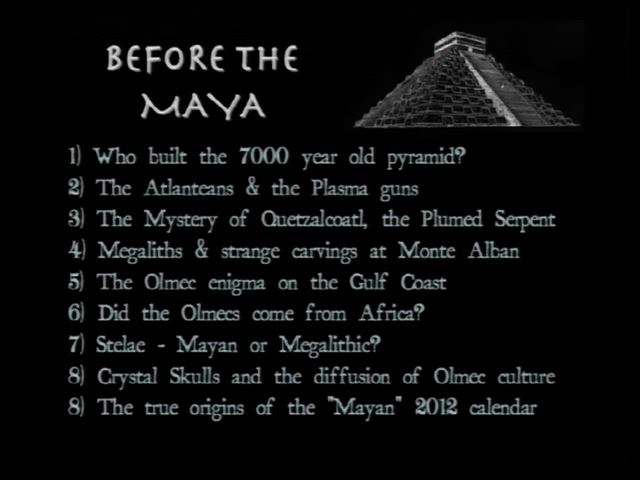 BEFORE THE
MAYA
1) Who built the 7000 year old pyramid?
2) The Atlanteans & the Plasma guns
3) The Mystery of Quetzalcoatl, the Plumed Serpent
4) Megaliths & strange carvings at Monte Alban
5) The Olmec enigma on the Gulf Coast
6) Did the Olmecs come from Africa?
7) Stelae - Mayan or Megalithic?
8) Crystal Skulls and the diffusion of Olmec culture
8) The true origins of the "Mayan" 2012 calendar